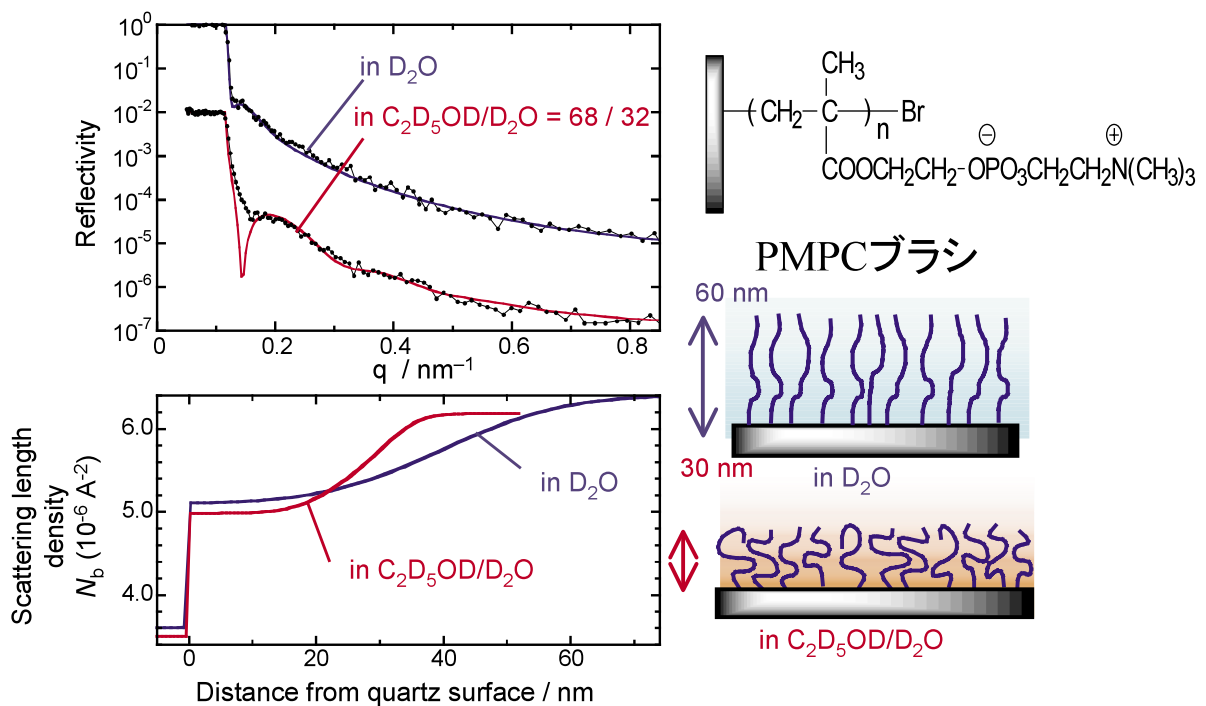 10⁰
10⁻¹
10⁻²
10⁻³
10⁻⁴
10⁻⁵
10⁻⁶
10⁻⁷
Reflectivity
in D₂O
in C₂D₅OD/D₂O = 68 / 32
0 0.2 0.4 0.6 0.8
q / nm⁻¹
CH₃
(CH₂-C)n Br
⊖ ⊕
COOCH₂CH₂-OPO₃CH₂CH₂N(CH₃)₃
PMPCブラシ
60 nm
in D₂O
30 nm
in C₂D₅OD/D₂O
6.0
5.0
4.0
Scattering length
density
N_b (10⁻⁶ A⁻²)
in D₂O
in C₂D₅OD/D₂O
0 20 40 60
Distance from quartz surface / nm